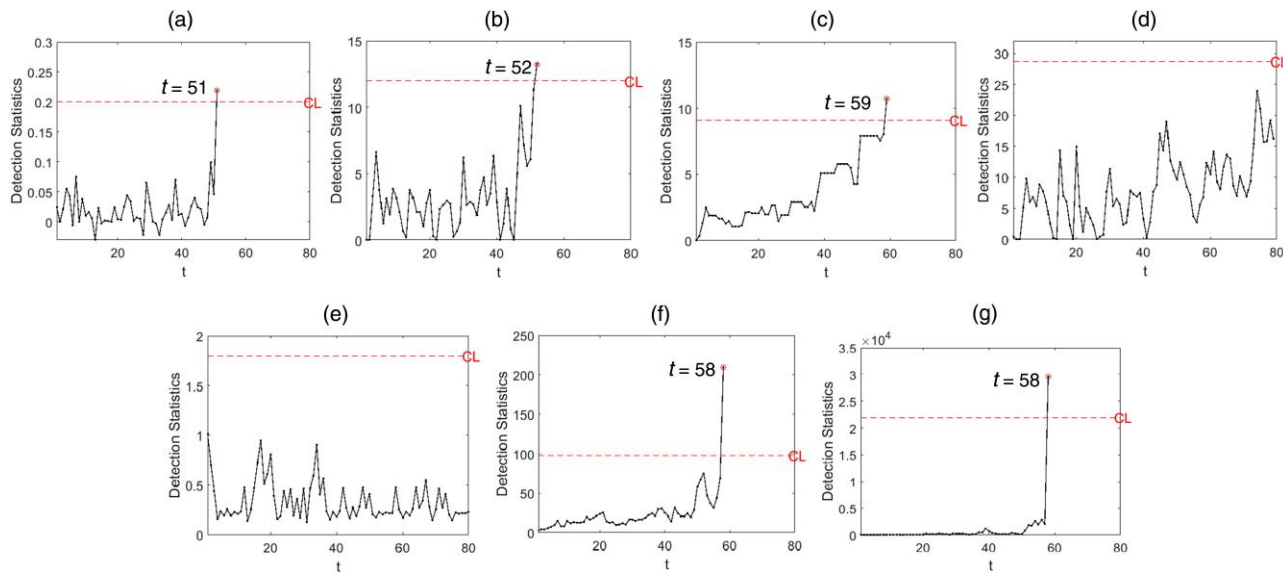 (a)
0.3
0.25
0.2
0.15
0.1
0.05
0
20
40
60
80
Detection Statistics
t
t = 51
CL
(b)
15
10
5
0
20
40
60
80
Detection Statistics
t
t = 52
CL
(c)
15
10
5
0
20
40
60
80
Detection Statistics
t
t = 59
CL
(d)
30
25
20
15
10
5
0
20
40
60
80
Detection Statistics
t
CL
(e)
2
1.5
1
0.5
0
20
40
60
80
Detection Statistics
t
CL
(f)
250
200
150
100
50
0
20
40
60
80
Detection Statistics
t
t = 58
CL
(g)
× 10⁴
3.5
3
2.5
2
1.5
1
0.5
0
20
40
60
80
Detection Statistics
t
t = 58
CL